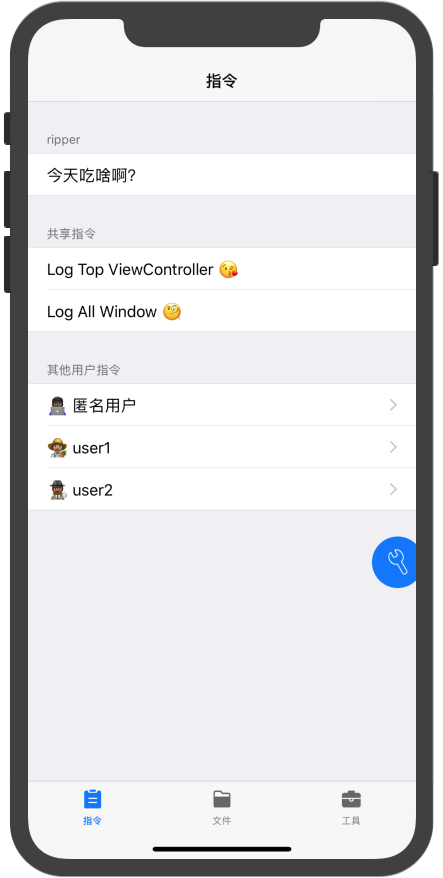 指令
ripper
今天吃啥啊?
共享指令
Log Top ViewController 😘
Log All Window 🧐
其他用户指令
👨🏿‍💻 匿名用户
user1
user2
指令
文件
工具